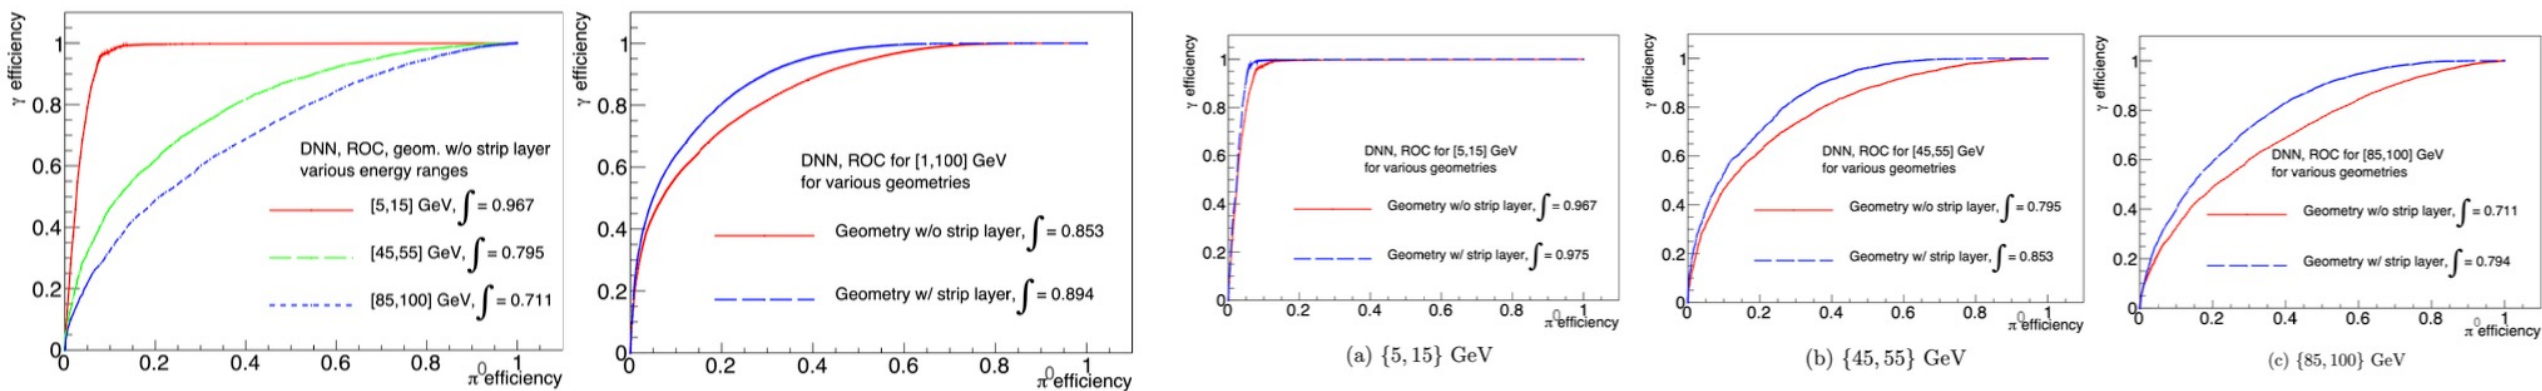 γ efficiency
1
0.8
0.6
0.4
0.2
0
DNN, ROC, geom. w/o strip layer
various energy ranges
[5,15] GeV, ∫ = 0.967
[45,55] GeV, ∫ = 0.795
[85,100] GeV, ∫ = 0.711
0 0.2 0.4 0.6 0.8 1
π⁰efficiency
γ efficiency
1
0.8
0.6
0.4
0.2
0
DNN, ROC for [1,100] GeV
for various geometries
Geometry w/o strip layer, ∫ = 0.853
Geometry w/ strip layer, ∫ = 0.894
0 0.2 0.4 0.6 0.8 1
π⁰efficiency
γ efficiency
1
0.8
0.6
0.4
0.2
0
DNN, ROC for [5,15] GeV
for various geometries
Geometry w/o strip layer, ∫ = 0.967
Geometry w/ strip layer, ∫ = 0.975
0 0.2 0.4 0.6 0.8 1
π⁰efficiency
(a) {5, 15} GeV
γ efficiency
1
0.8
0.6
0.4
0.2
0
DNN, ROC for [45,55] GeV
for various geometries
Geometry w/o strip layer, ∫ = 0.795
Geometry w/ strip layer, ∫ = 0.853
0 0.2 0.4 0.6 0.8 1
π⁰efficiency
(b) {45, 55} GeV
γ efficiency
1
0.8
0.6
0.4
0.2
0
DNN, ROC for [85,100] GeV
for various geometries
Geometry w/o strip layer, ∫ = 0.711
Geometry w/ strip layer, ∫ = 0.794
0 0.2 0.4 0.6 0.8 1
π⁰efficiency
(c) {85, 100} GeV